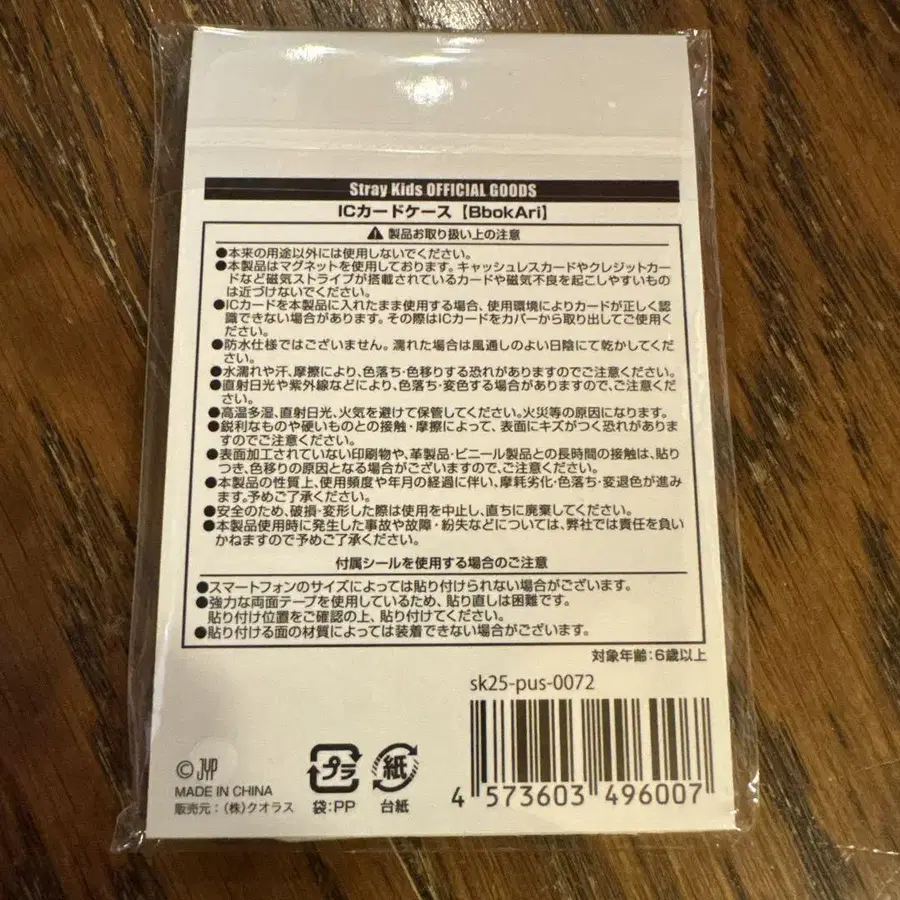 Stray Kids OFFICIAL GOODS
ICカードケース【BbokAri】
⚠ 製品お取り扱い上の注意
●本来の用途以外には使用しないでください。
●本製品はマグネットを使用しております。キャッシュレスカードやクレジットカー
ドなど磁気ストライプが搭載されているカードや磁気不良を起こしやすいもの
は近づけないでください。
●ICカードを本製品に入れたまま使用する場合、使用環境によりカードが正しく認
識できない場合があります。その際はICカードをカバーから取り出してご使用く
ださい。
●防水仕様ではございません。濡れた場合は風通しのよい日陰にて乾かしてくだ
さい。
●水濡れや汗、摩擦により、色落ち・色移りする恐れがありますのでご注意ください。
●直射日光や紫外線などにより、色落ち・変色する場合がありますので、ご注意くだ
さい。
●高温多湿、直射日光、火気を避けて保管してください。火災等の原因になります。
●鋭利なものや硬いものとの接触・摩擦によって、表面にキズがつく恐れがありま
すのでご注意ください。
●表面加工されていない印刷物や、革製品・ビニール製品との長時間の接触は、貼り
つき、色移りの原因となる場合がございますので、ご注意ください。
●本製品の性質上、使用頻度や年月の経過に伴い、摩耗劣化・色落ち・変退色が進み
ます。予めご了承ください。
●安全のため、破損・変形した際は使用を中止し、直ちに廃棄してください。
●本製品使用時に発生した事故や故障・紛失などについては、弊社では責任を負い
かねますので予めご了承ください。
付属シールを使用する場合のご注意
●スマートフォンのサイズによっては貼り付けられない場合がございます。
●強力な両面テープを使用しているため、貼り直しは困難です。
貼り付け位置をご確認の上、貼り付けてください。
●貼り付ける面の材質によっては装着できない場合がございます。
対象年齢:6歳以上
sk25-pus-0072
4 573603 496007
© JYP
MADE IN CHINA
販売元:(株)クオラス
プラ
袋:PP
紙
台紙